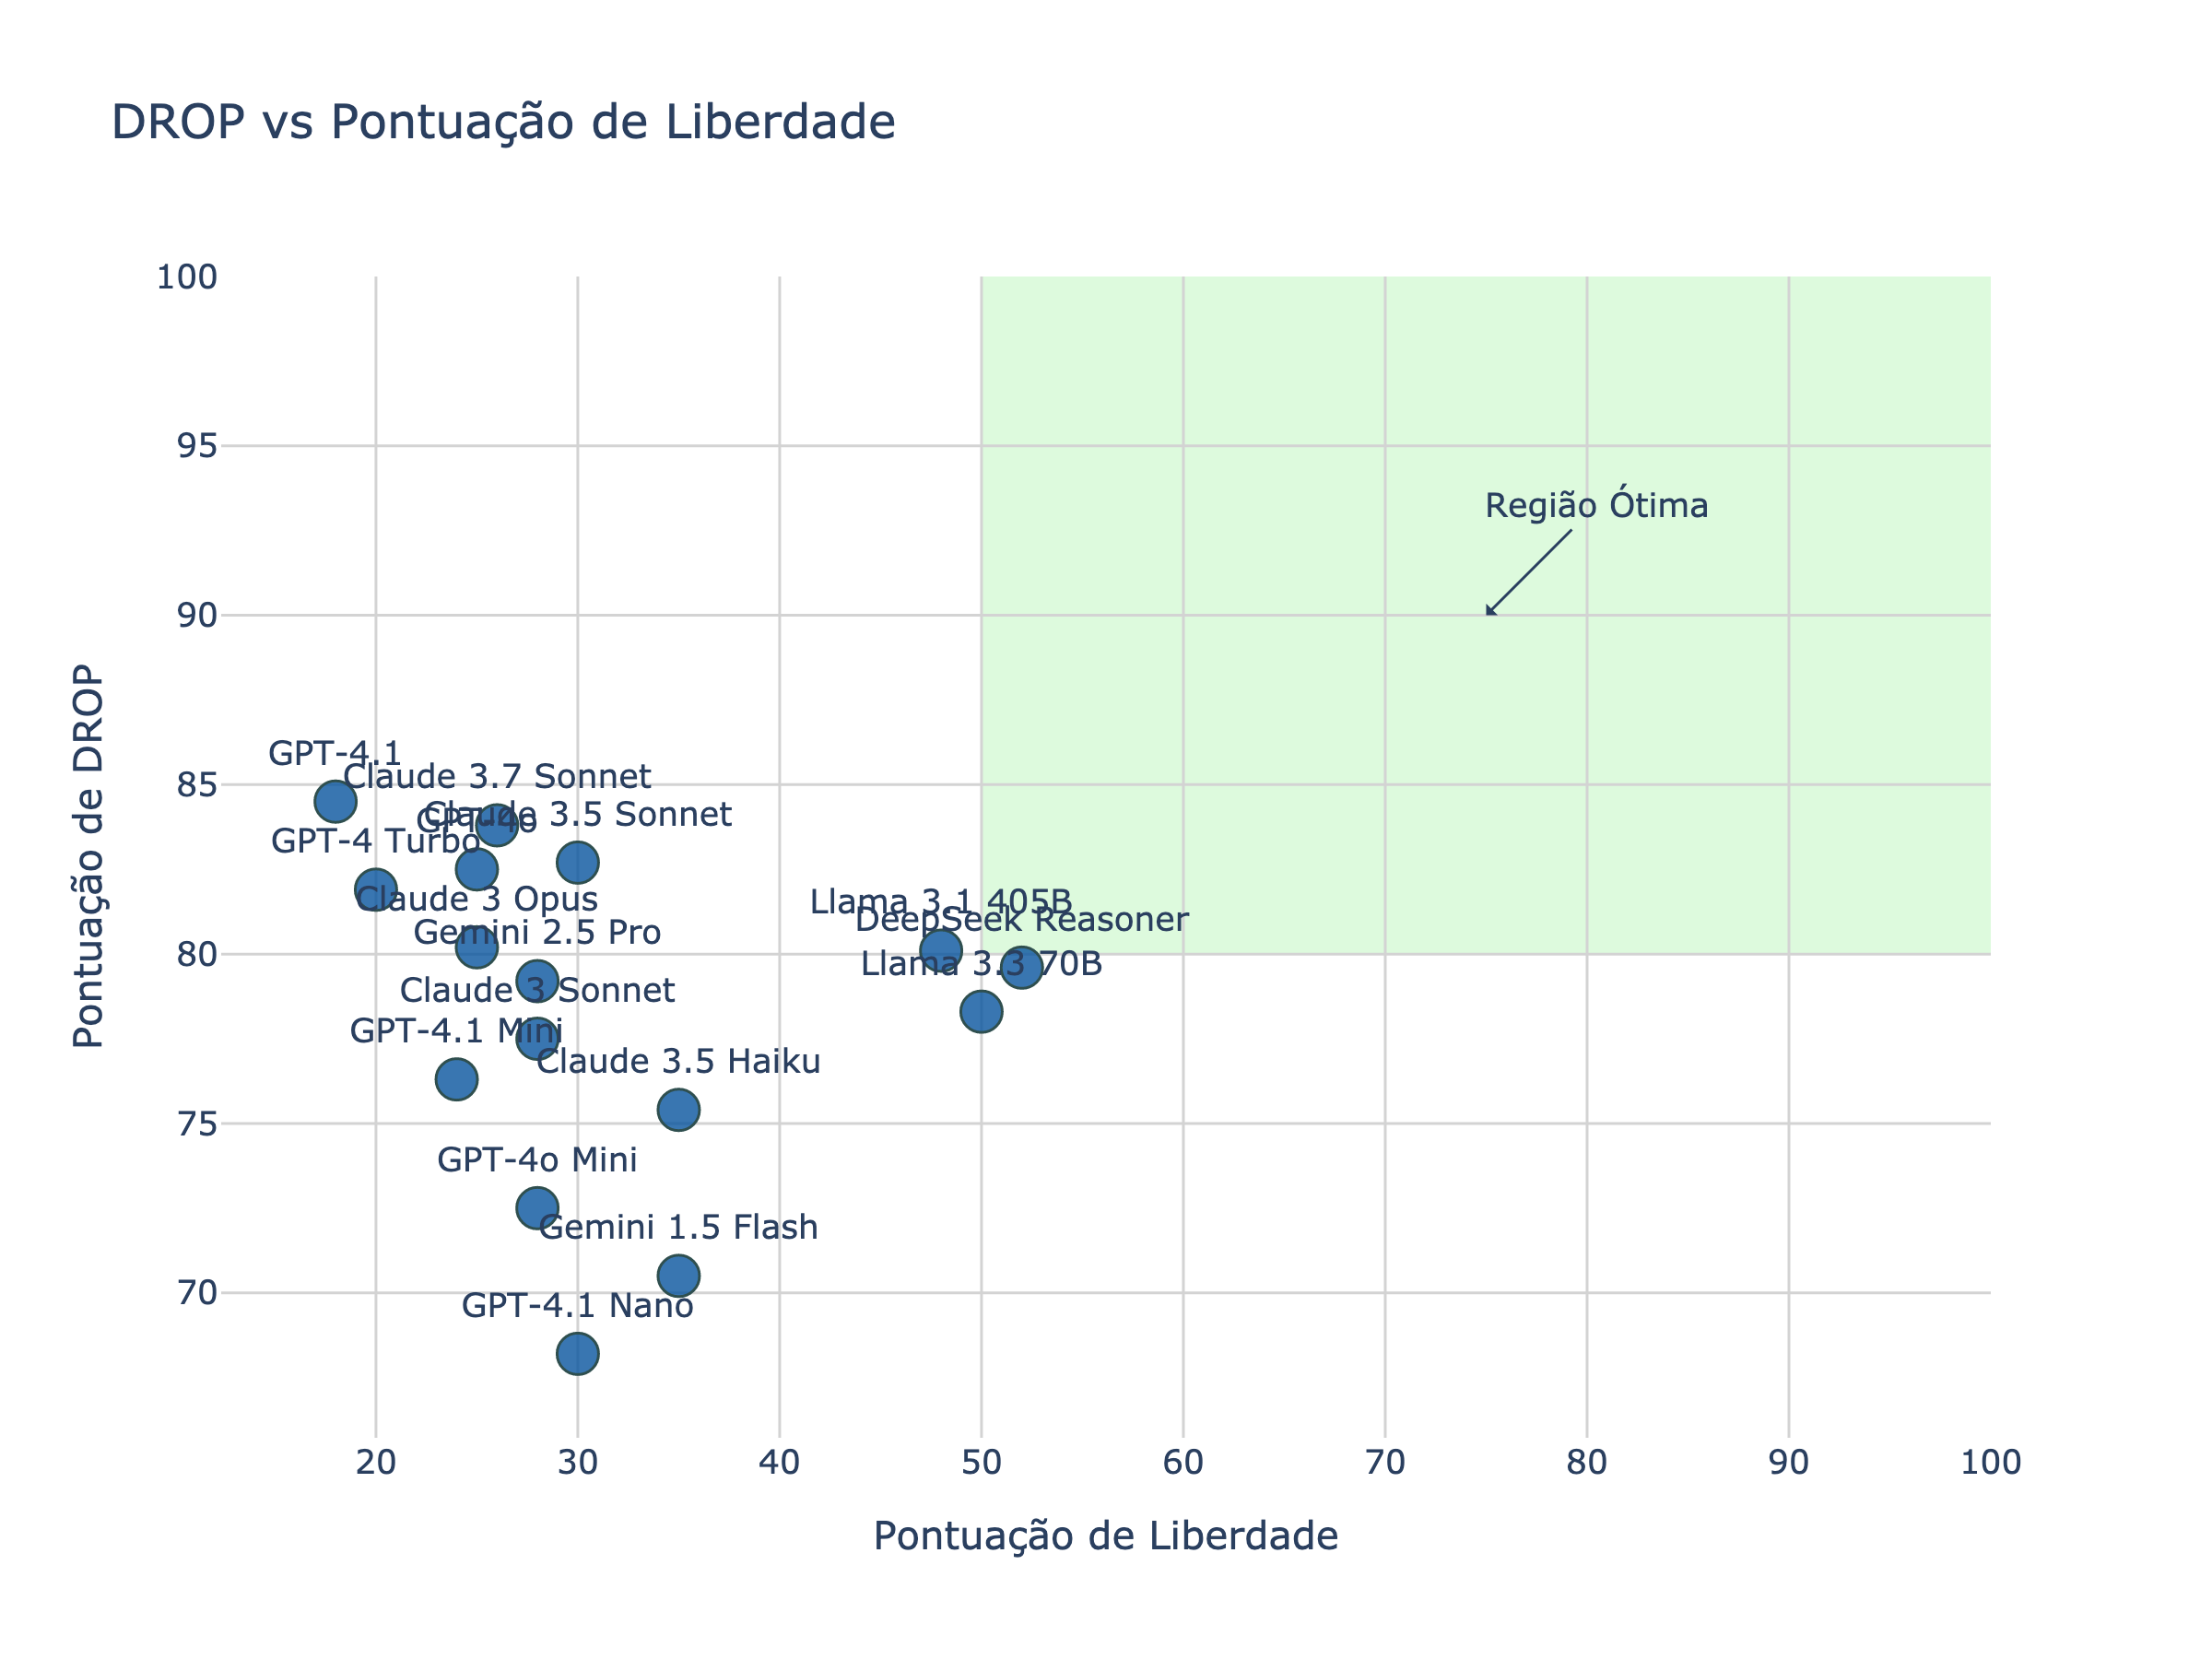 DROP vs Pontuação de Liberdade
100
95
90
85
80
75
70
Pontuação de DROP
Região Ótima
GPT-4.1
Claude 3.7 Sonnet
Claude 3.5 Sonnet
GPT-4o
GPT-4 Turbo
Claude 3 Opus
Llama 3.1 405B
DeepSeek Reasoner
Gemini 2.5 Pro
Llama 3.3 70B
Claude 3 Sonnet
GPT-4.1 Mini
Claude 3.5 Haiku
GPT-4o Mini
Gemini 1.5 Flash
GPT-4.1 Nano
20
30
40
50
60
70
80
90
100
Pontuação de Liberdade